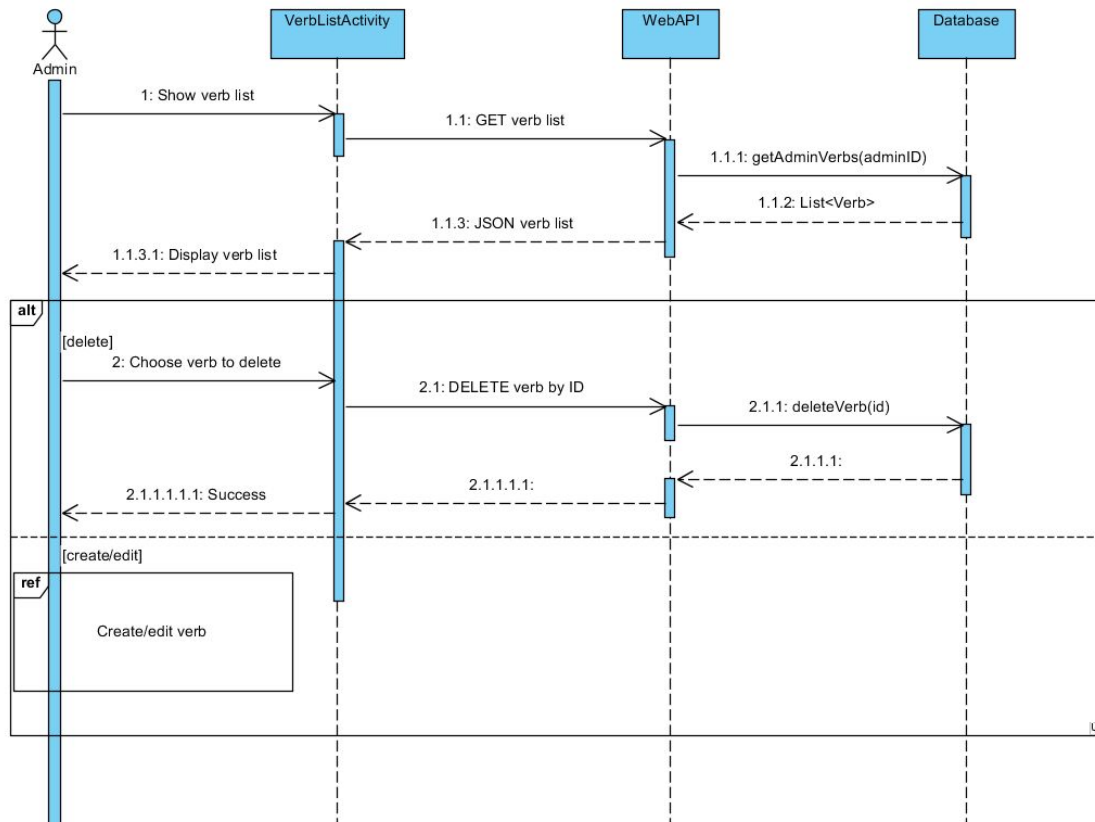 VerbListActivity
WebAPI
Database
Admin
1: Show verb list
1.1: GET verb list
1.1.1: getAdminVerbs(adminID)
1.1.2: List<Verb>
1.1.3: JSON verb list
1.1.3.1: Display verb list
alt
[delete]
2: Choose verb to delete
2.1: DELETE verb by ID
2.1.1: deleteVerb(id)
2.1.1.1:
2.1.1.1.1:
2.1.1.1.1.1: Success
[create/edit]
ref
Create/edit verb